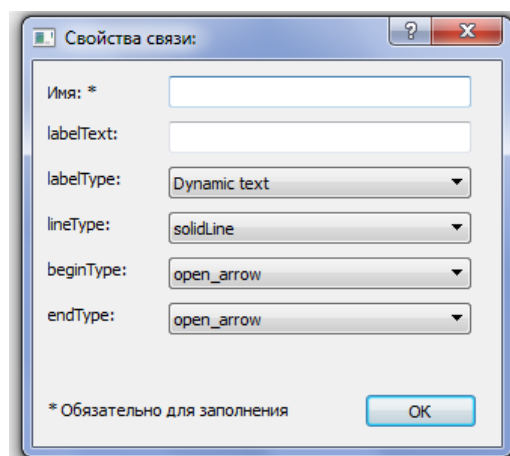 Свойства связи:
Имя: *
labelText:
labelType: Dynamic text
lineType: solidLine
beginType: open_arrow
endType: open_arrow
* Обязательно для заполнения OK